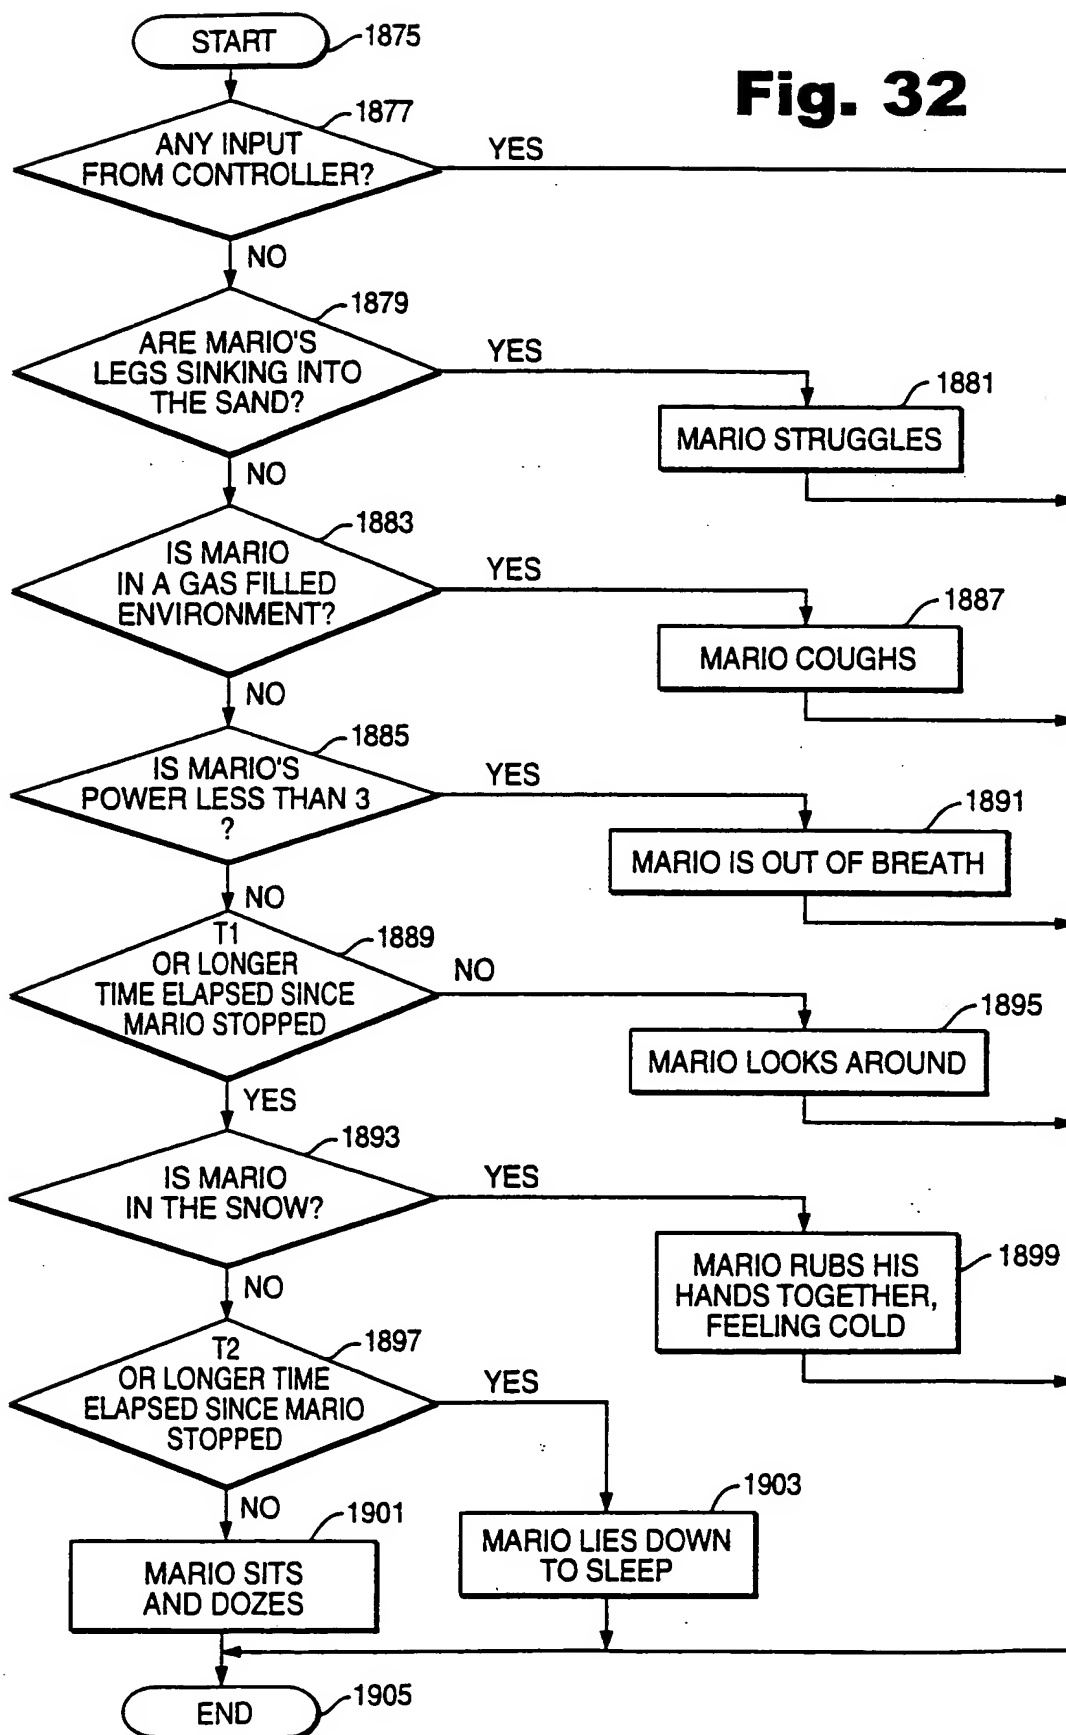 START
1875
Fig. 32
1877
ANY INPUT
FROM CONTROLLER?
YES
NO
1879
ARE MARIO'S
LEGS SINKING INTO
THE SAND?
YES
1881
MARIO STRUGGLES
NO
1883
IS MARIO
IN A GAS FILLED
ENVIRONMENT?
YES
1887
MARIO COUGHS
NO
1885
IS MARIO'S
POWER LESS THAN 3
?
YES
1891
MARIO IS OUT OF BREATH
NO
1889
T1
OR LONGER
TIME ELAPSED SINCE
MARIO STOPPED
NO
1895
MARIO LOOKS AROUND
YES
1893
IS MARIO
IN THE SNOW?
YES
1899
MARIO RUBS HIS
HANDS TOGETHER,
FEELING COLD
NO
1897
T2
OR LONGER TIME
ELAPSED SINCE MARIO
STOPPED
YES
1903
MARIO LIES DOWN
TO SLEEP
NO
1901
MARIO SITS
AND DOZES
END
1905